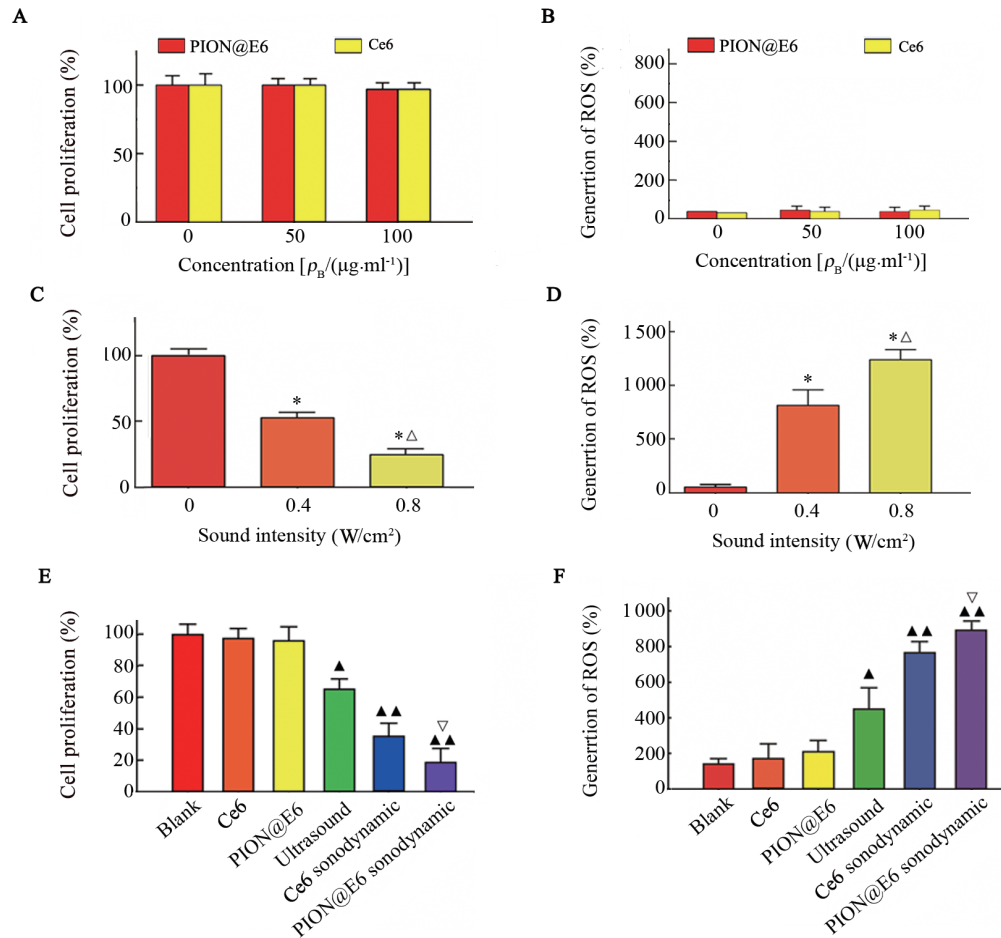 A
PION@E6 Ce6
Cell proliferation (%)
100
50
0
0 50 100
Concentration [ρB/(μg·ml-1)]
B
PION@E6 Ce6
Generrtion of ROS (%)
800
600
400
200
0
0 50 100
Concentration [ρB/(μg·ml-1)]
C
Cell proliferation (%)
100
50
0
* *△
0 0.4 0.8
Sound intensity (W/cm²)
D
Generrtion of ROS (%)
1 500
1 000
500
0
* *△
0 0.4 0.8
Sound intensity (W/cm²)
E
Cell proliferation (%)
100
80
60
40
20
0
▲ ▲▲ ▽
▲▲
Blank Ce6 PION@E6 Ultrasound Ce6 sonodynamic PION@E6 sonodynamic
F
Generrtion of ROS (%)
1 000
800
600
400
200
0
▲ ▲▲ ▽
▲▲
Blank Ce6 PION@E6 Ultrasound Ce6 sonodynamic PION@E6 sonodynamic